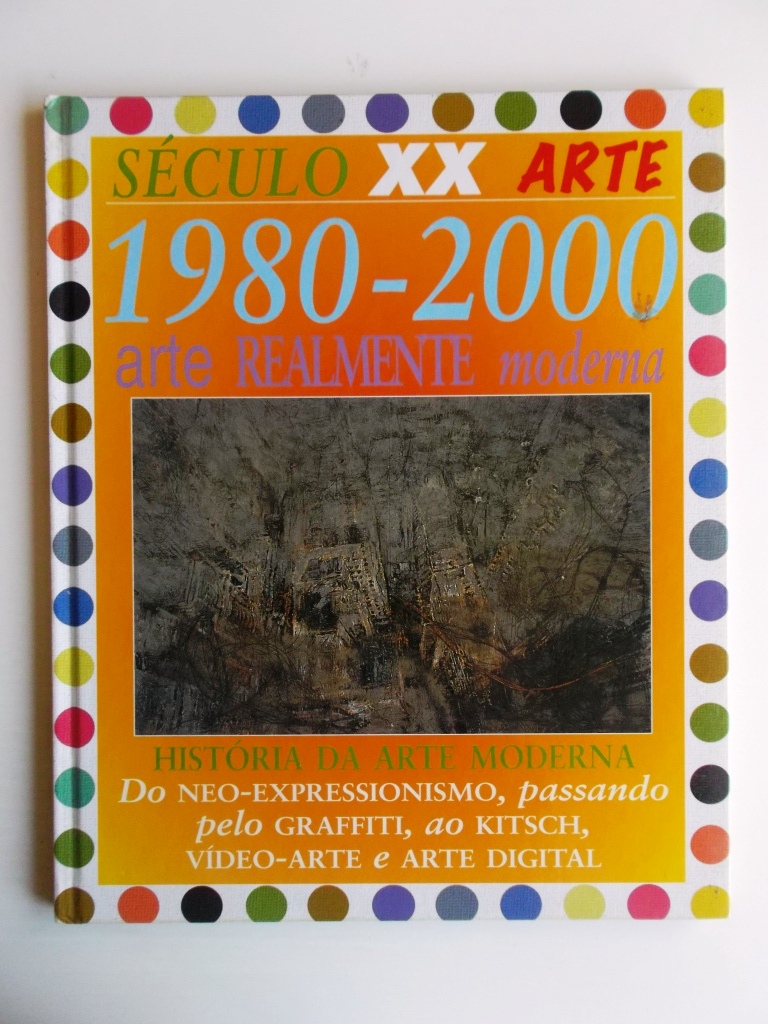 SÉCULO XX ARTE
1980-2000
arte REALMENTE moderna
HISTÓRIA DA ARTE MODERNA
Do NEO-EXPRESSIONISMO, passando
pelo GRAFFITI, ao KITSCH,
VÍDEO-ARTE e ARTE DIGITAL